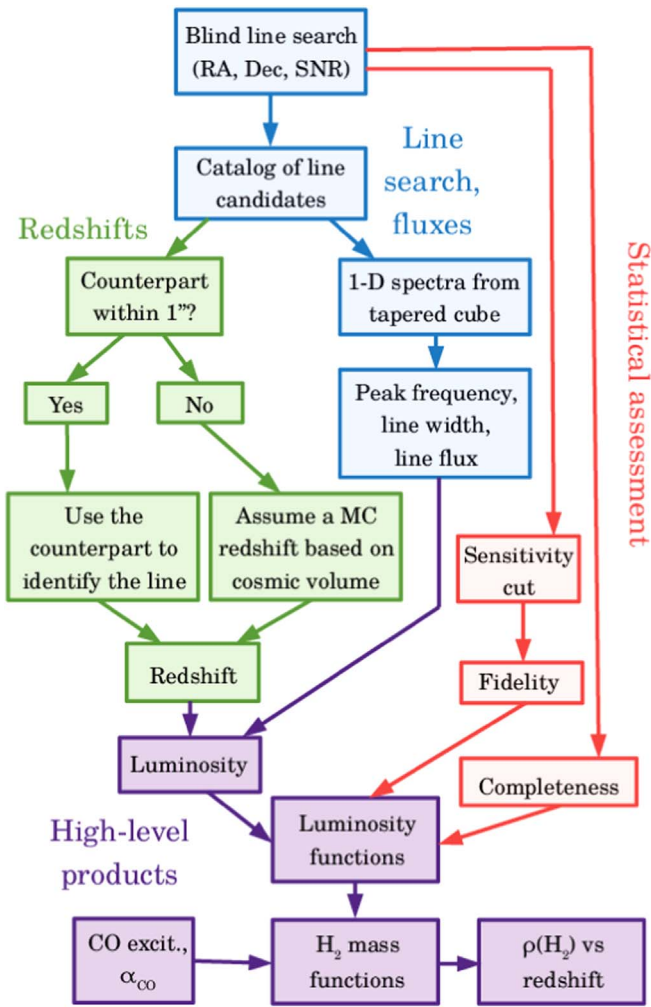 Blind line search
(RA, Dec, SNR)
Catalog of line
candidates
Line
search,
fluxes
Redshifts
Counterpart
within 1”?
1-D spectra from
tapered cube
Statistical assessment
Yes
No
Peak frequency,
line width,
line flux
Use the
counterpart to
identify the line
Assume a MC
redshift based on
cosmic volume
Sensitivity
cut
Redshift
Fidelity
Luminosity
Completeness
High-level
products
Luminosity
functions
CO excit.,
α_CO
H₂ mass
functions
ρ(H₂) vs
redshift